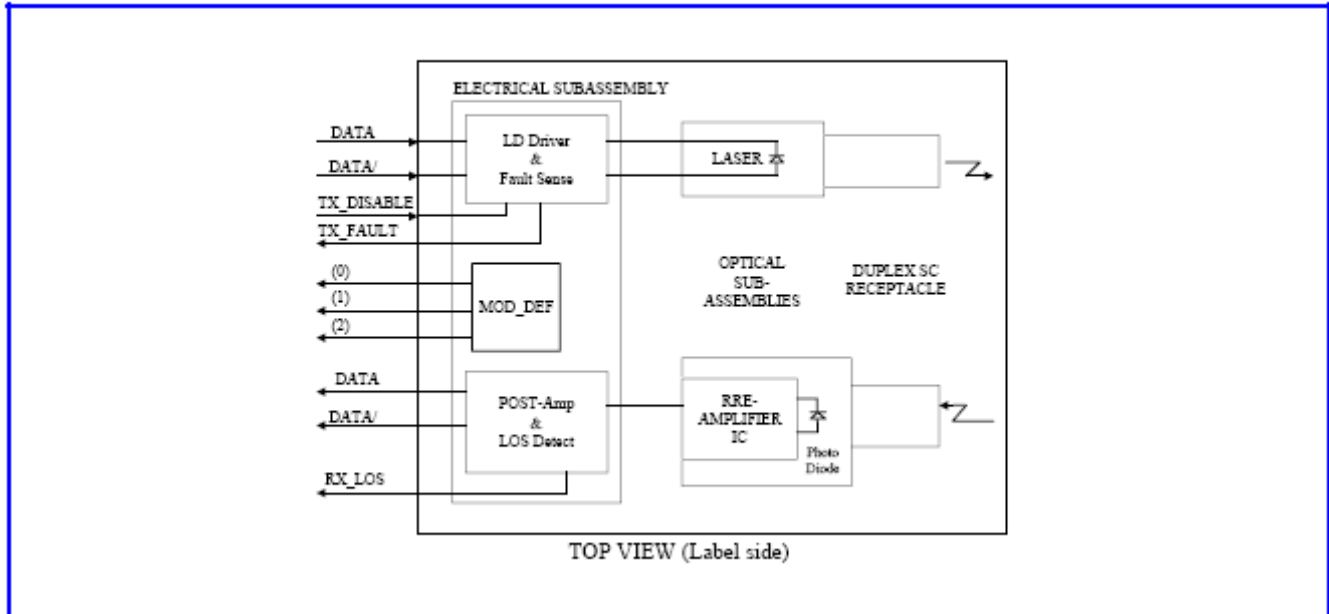 ELECTRICAL SUBASSEMBLY
DATA
DATA/
TX_DISABLE
TX_FAULT
LD Driver
&
Fault Sense
LASER
(0)
(1)
(2)
MOD_DEF
OPTICAL
SUB-
ASSEMBLIES
DUPLEX SC
RECEPTACLE
DATA
DATA/
RX_LOS
POST-Amp
&
LOS Detect
RRE-
AMPLIFIER
IC
Photo
Diode
TOP VIEW (Label side)